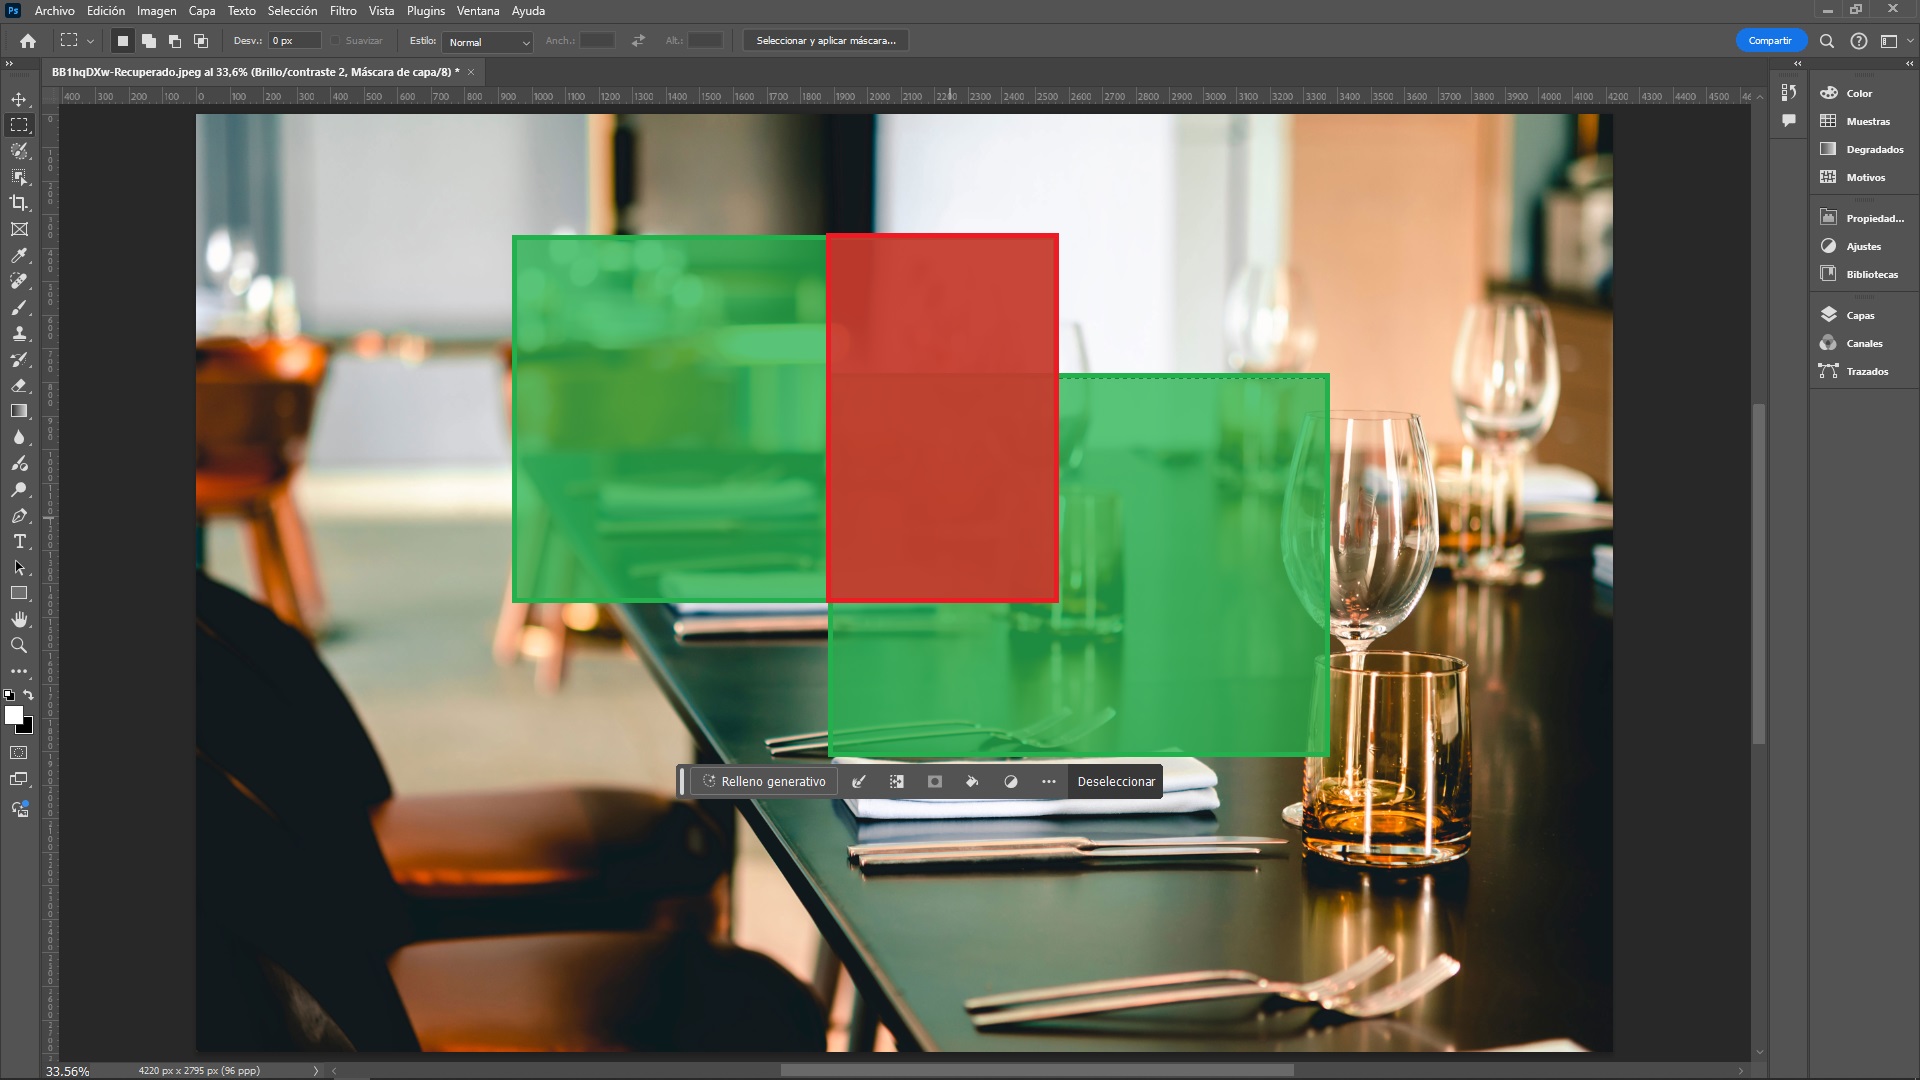 Ps Archivo Edición Imagen Capa Texto Selección Filtro Vista Plugins Ventana Ayuda
Desv.: 0 px Suavizar Estilo: Normal Anch.: Alt.: Seleccionar y aplicar máscara... Compartir
BB1hqDXw-Recuperado.jpeg al 33,6% (Brillo/contraste 2, Máscara de capa/8) * ×
400 300 200 100 0 100 200 300 400 500 600 700 800 900 1000 1100 1200 1300 1400 1500 1600 1700 1800 1900 2000 2100 2200 2300 2400 2500 2600 2700 2800 2900 3000 3100 3200 3300 3400 3500 3600 3700 3800 3900 4000 4100 4200 4300 4400 4500
Color
Muestras
Degradados
Motivos
Propiedad...
Ajustes
Bibliotecas
Capas
Canales
Trazados
Relleno generativo Deseleccionar
33.56% 4220 px x 2795 px (96 ppp)